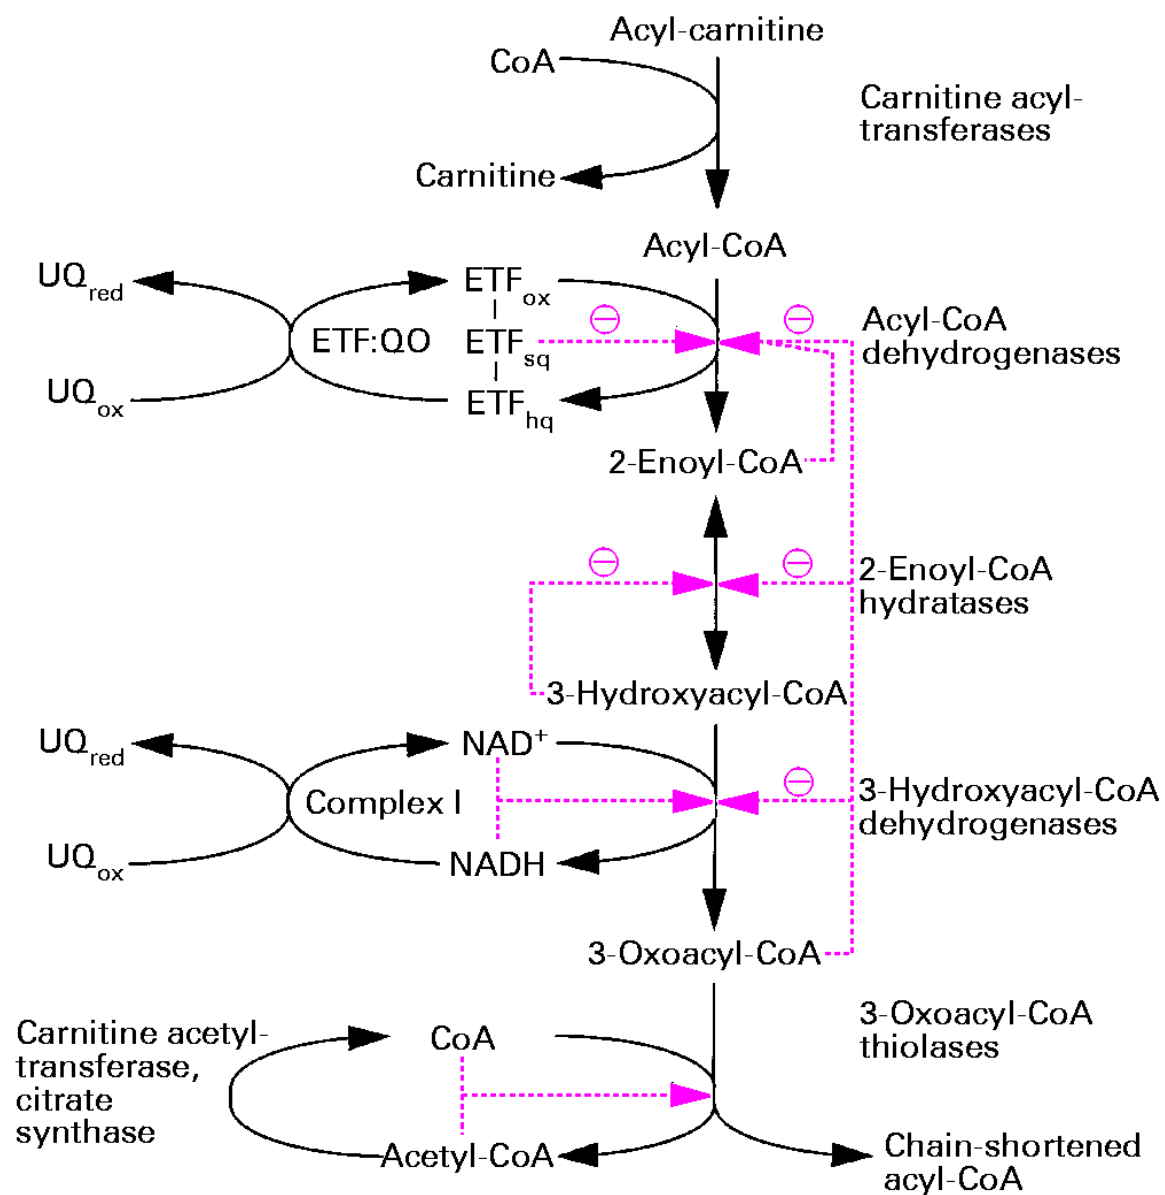 Acyl-carnitine
CoA
Carnitine acyl-
transferases
Carnitine
Acyl-CoA
UQred
ETFox
ETF:QO
ETFsq
Acyl-CoA
dehydrogenases
UQox
ETFhq
2-Enoyl-CoA
2-Enoyl-CoA
hydratases
3-Hydroxyacyl-CoA
UQred
NAD+
Complex I
3-Hydroxyacyl-CoA
dehydrogenases
UQox
NADH
3-Oxoacyl-CoA
Carnitine acetyl-
transferase,
citrate
synthase
CoA
3-Oxoacyl-CoA
thiolases
Acetyl-CoA
Chain-shortened
acyl-CoA